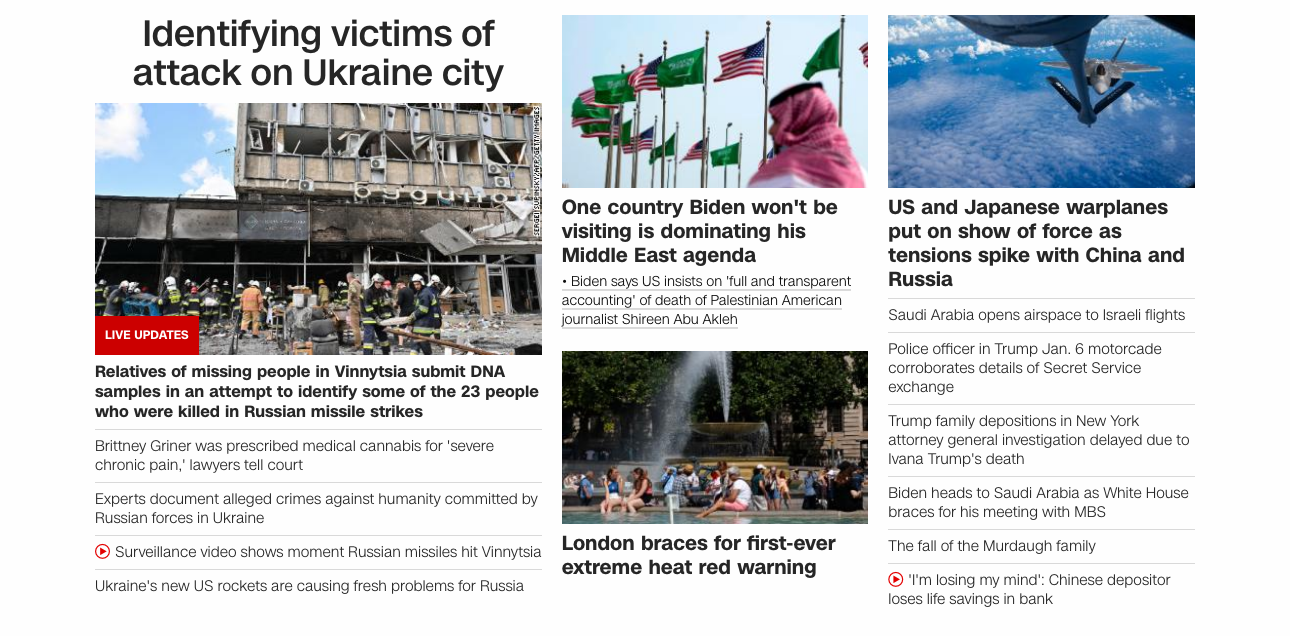 Identifying victims of
attack on Ukraine city
SERGEI SUPINSKY/AFP/GETTY IMAGES
LIVE UPDATES
Relatives of missing people in Vinnytsia submit DNA
samples in an attempt to identify some of the 23 people
who were killed in Russian missile strikes
Brittney Griner was prescribed medical cannabis for 'severe
chronic pain,' lawyers tell court
Experts document alleged crimes against humanity committed by
Russian forces in Ukraine
Surveillance video shows moment Russian missiles hit Vinnytsia
Ukraine's new US rockets are causing fresh problems for Russia
One country Biden won't be
visiting is dominating his
Middle East agenda
• Biden says US insists on 'full and transparent
accounting' of death of Palestinian American
journalist Shireen Abu Akleh
London braces for first-ever
extreme heat red warning
US and Japanese warplanes
put on show of force as
tensions spike with China and
Russia
Saudi Arabia opens airspace to Israeli flights
Police officer in Trump Jan. 6 motorcade
corroborates details of Secret Service
exchange
Trump family depositions in New York
attorney general investigation delayed due to
Ivana Trump's death
Biden heads to Saudi Arabia as White House
braces for his meeting with MBS
The fall of the Murdaugh family
'I'm losing my mind': Chinese depositor
loses life savings in bank